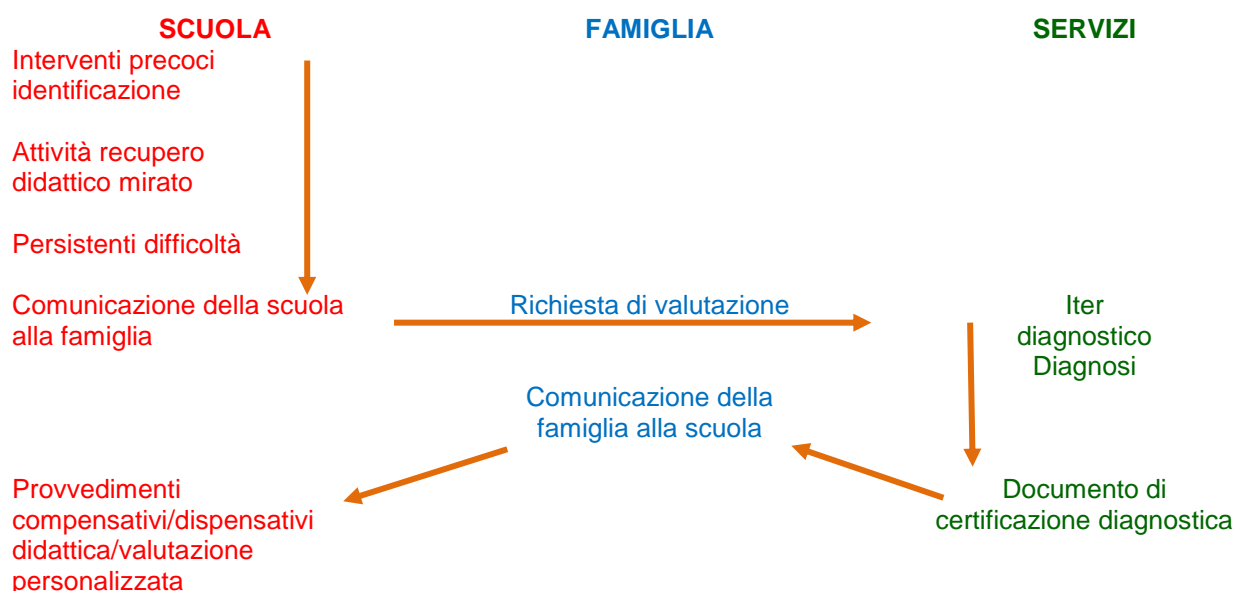 SCUOLA
FAMIGLIA
SERVIZI
Interventi precoci
identificazione
Attività recupero
didattico mirato
Persistenti difficoltà
Comunicazione della scuola
alla famiglia
Richiesta di valutazione
Iter
diagnostico
Diagnosi
Comunicazione della
famiglia alla scuola
Documento di
certificazione diagnostica
Provvedimenti
compensativi/dispensativi
didattica/valutazione
personalizzata